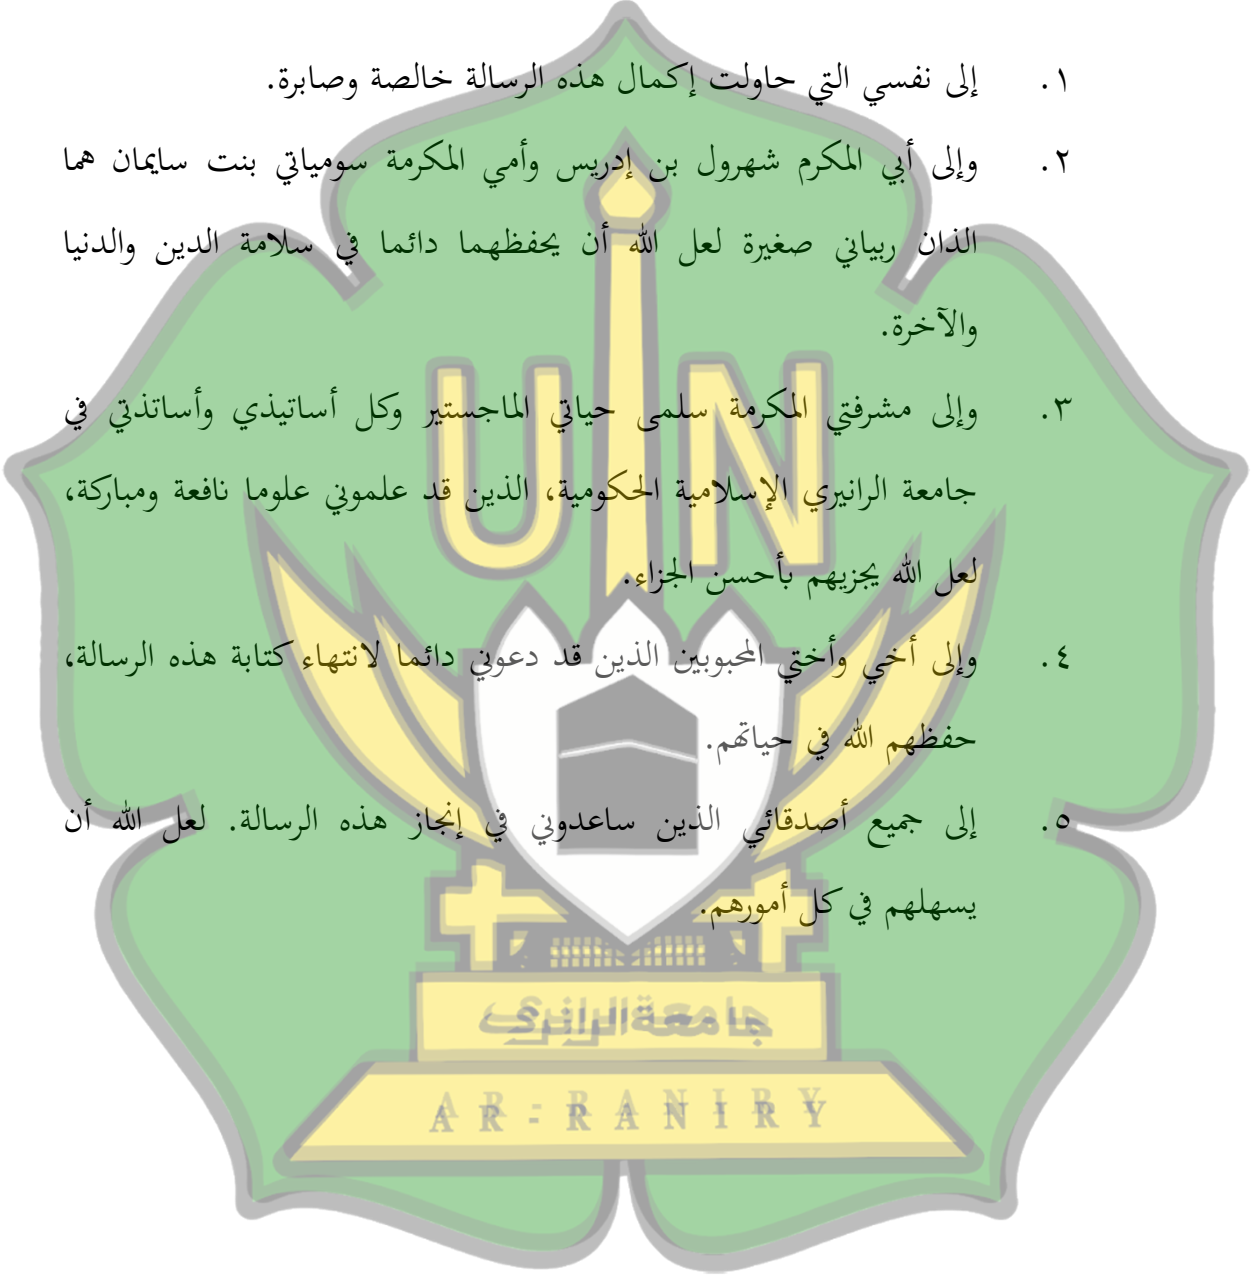 ١. إلى نفسي التي حاولت إكمال هذه الرسالة خالصة وصابرة.
٢. وإلى أبي المكرم شهرول بن إدريس وأمي المكرمة سومياتي بنت سايمان هما
الذان ربياني صغيرة لعل الله أن يحفظهما دائما في سلامة الدين والدنيا
والآخرة.
٣. وإلى مشرفتي المكرمة سلمى حياتي الماجستير وكل أساتيذي وأساتذتي في
جامعة الرانيري الإسلامية الحكومية، الذين قد علموني علوما نافعة ومباركة،
لعل الله يجزيهم بأحسن الجزاء.
٤. وإلى أخي وأختي المحبوبين الذين قد دعوني دائما لانتهاء كتابة هذه الرسالة،
حفظهم الله في حياتهم.
٥. إلى جميع أصدقائي الذين ساعدوني في إنجاز هذه الرسالة. لعل الله أن
يسهلهم في كل أمورهم.
UIN
جامعة الرانري
AR-RANIRY